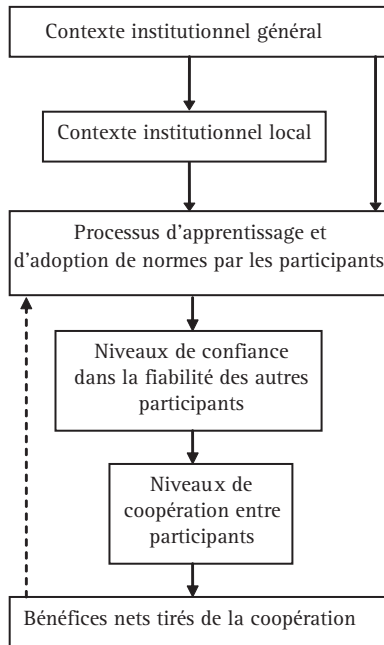 Contexte institutionnel général
Contexte institutionnel local
Processus d'apprentissage et
d'adoption de normes par les participants
Niveaux de confiance
dans la fiabilité des autres
participants
Niveaux de
coopération entre
participants
Bénéfices nets tirés de la coopération